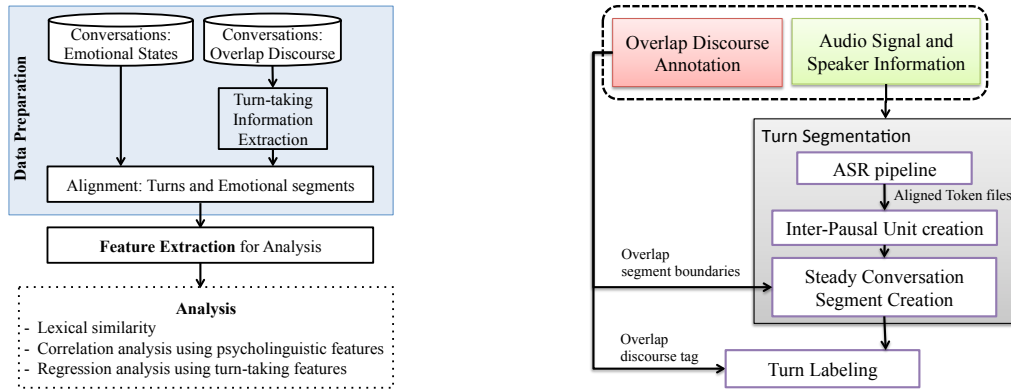 Data Preparation
Conversations:
Emotional States
Conversations:
Overlap Discourse
Turn-taking
Information
Extraction
Alignment: Turns and Emotional segments
Feature Extraction for Analysis
Analysis
- Lexical similarity
- Correlation analysis using psycholinguistic features
- Regression analysis using turn-taking features
Overlap Discourse
Annotation
Audio Signal and
Speaker Information
Turn Segmentation
ASR pipeline
Aligned Token files
Inter-Pausal Unit creation
Overlap
segment boundaries
Steady Conversation
Segment Creation
Overlap
discourse tag
Turn Labeling